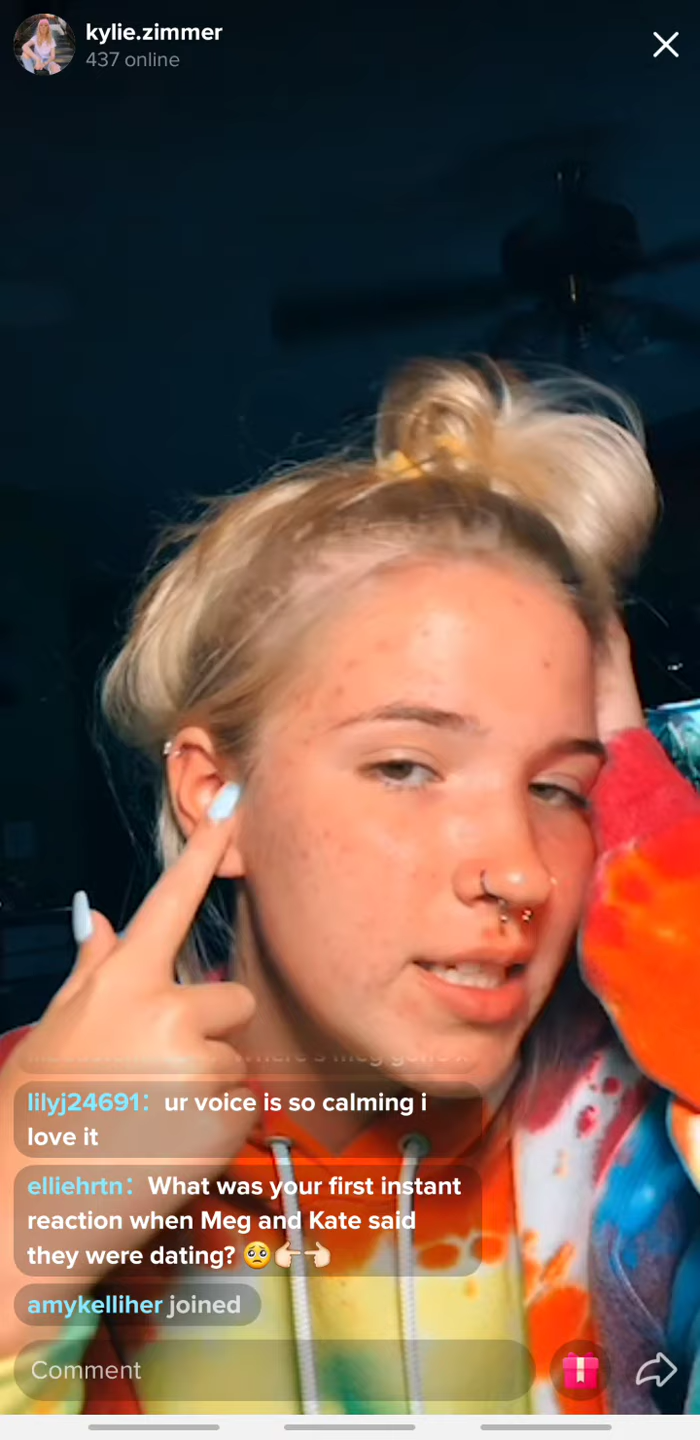 kylie.zimmer
437 online
lilyj24691: ur voice is so calming i
love it
elliehrtn: What was your first instant
reaction when Meg and Kate said
they were dating? 🥺👉🏻👈🏻
amykelliher joined
Comment